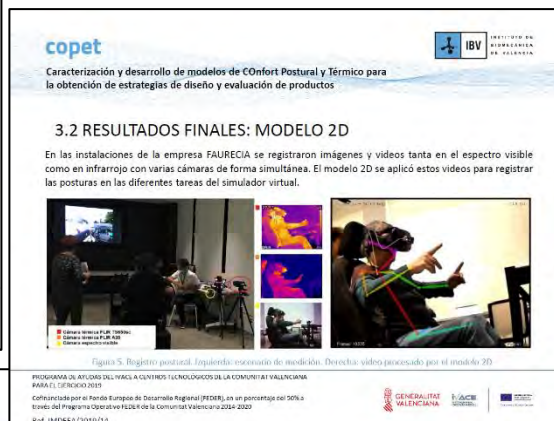 copet
IBV
INSTITUTO DE
BIOMECÁNICA
DE VALENCIA
Caracterización y desarrollo de modelos de COnfort Postural y Térmico para
la obtención de estrategias de diseño y evaluación de productos
3.2 RESULTADOS FINALES: MODELO 2D
En las instalaciones de la empresa FAURECIA se registraron imágenes y videos tanta en el espectro visible
como en infrarrojo con varias cámaras de forma simultánea. El modelo 2D se aplicó estos videos para registrar
las posturas en las diferentes tareas del simulador virtual.
Cámara térmica FLIR
Cámara térmica FLIR
Cámara espectro visible
Figura 5. Registro postural. Izquierda: escenario de medición. Derecha: video procesado por el modelo 2D
PROGRAMA DE AYUDAS DEL IVACE A CENTROS TECNOLÓGICOS DE LA COMUNITAT VALENCIANA
PARA EL EJERCICIO 2019
Cofinanciado por el Fondo Europeo de Desarrollo Regional (FEDER), en un porcentaje del 50% a
través del Programa Operativo FEDER de la Comunitat Valenciana 2014-2020
GENERALITAT
VALENCIANA
IVACE